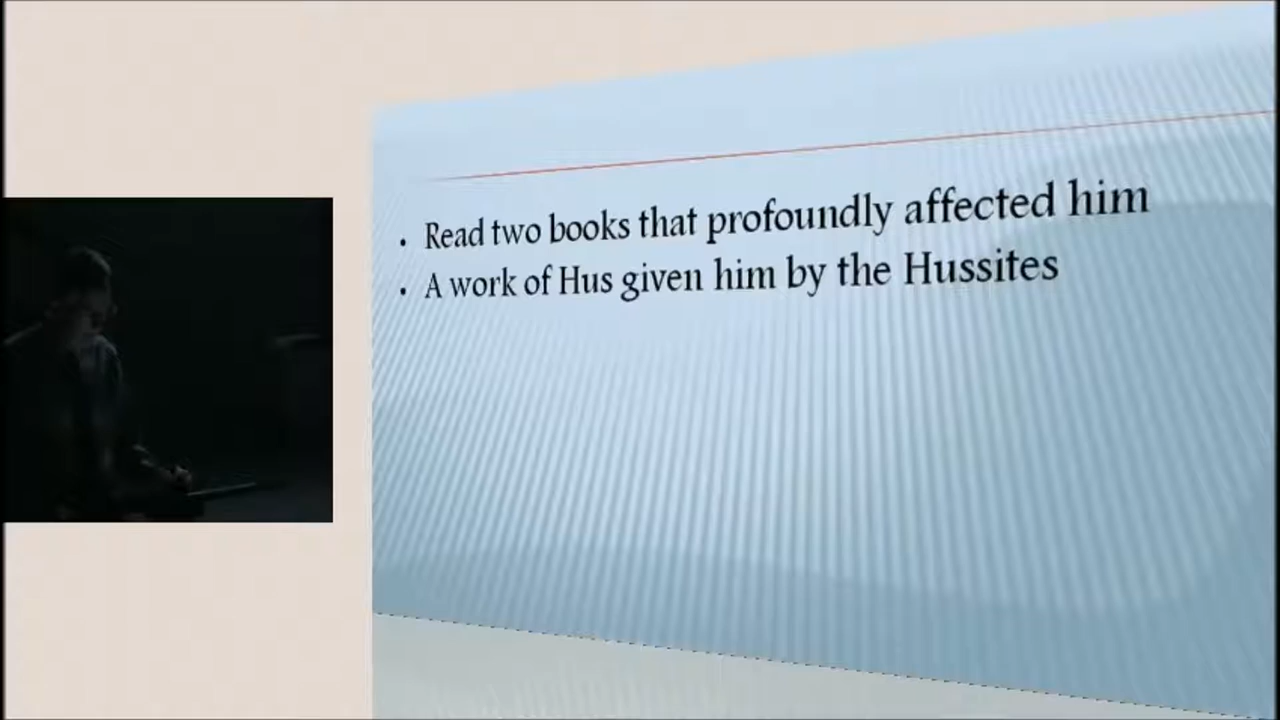 • Read two books that profoundly affected him
• A work of Hus given him by the Hussites